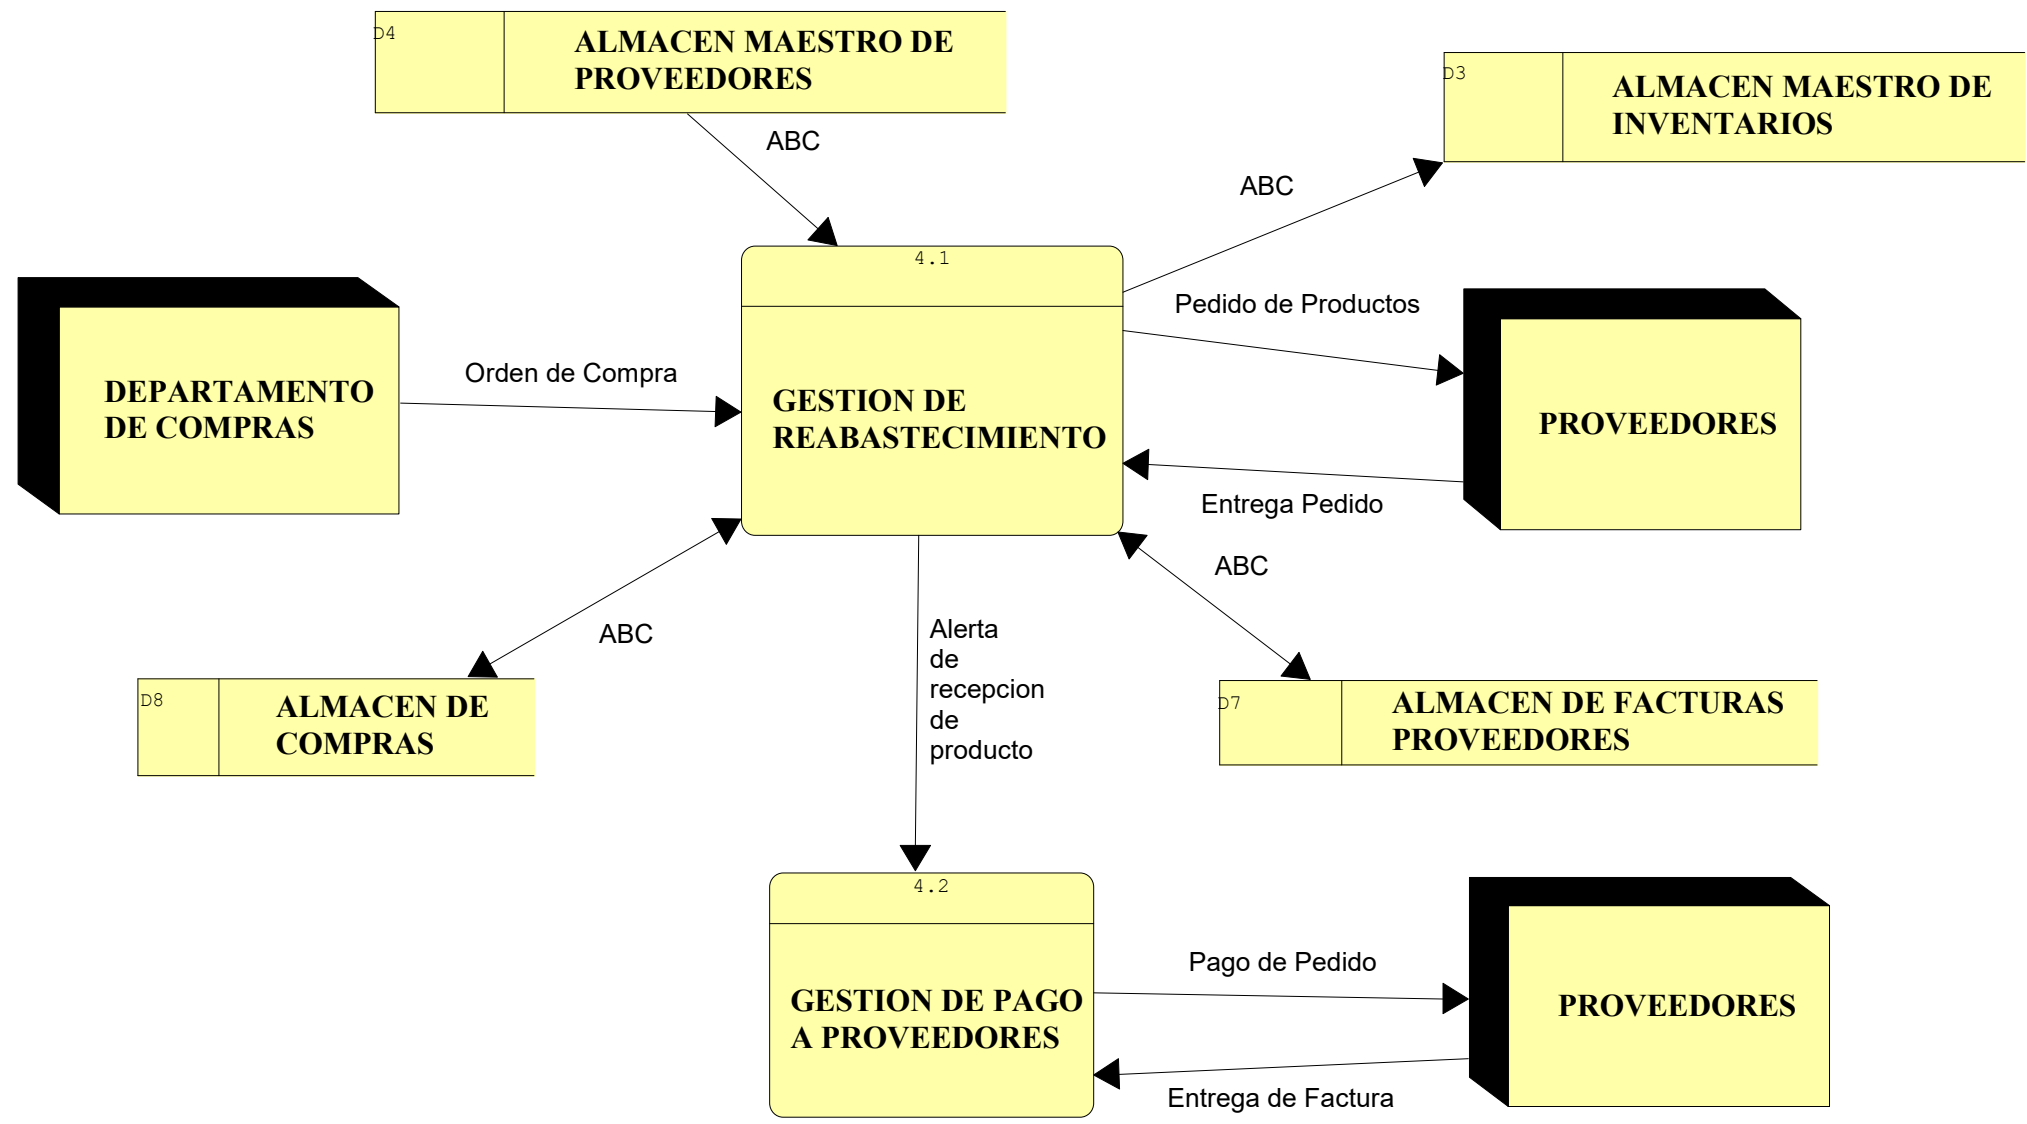 D4
ALMACEN MAESTRO DE
PROVEEDORES
D3
ALMACEN MAESTRO DE
INVENTARIOS
ABC
ABC
4.1
GESTION DE
REABASTECIMIENTO
Pedido de Productos
DEPARTAMENTO
DE COMPRAS
Orden de Compra
PROVEEDORES
Entrega Pedido
ABC
ABC
Alerta
de
recepcion
de
producto
D8
ALMACEN DE
COMPRAS
D7
ALMACEN DE FACTURAS
PROVEEDORES
4.2
GESTION DE PAGO
A PROVEEDORES
Pago de Pedido
PROVEEDORES
Entrega de Factura